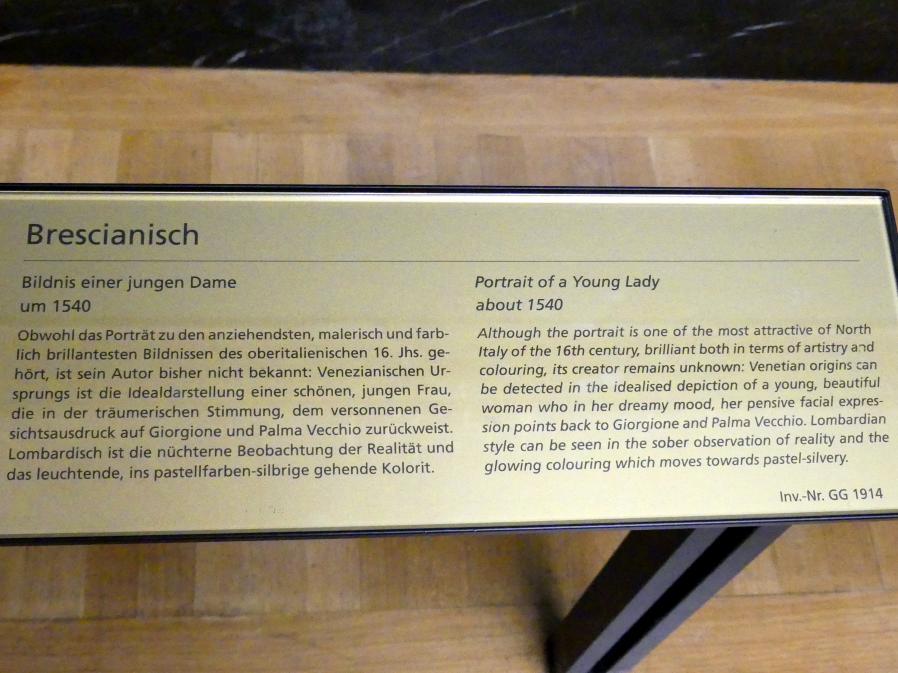 Brescianisch
Bildnis einer jungen Dame
um 1540
Obwohl das Porträt zu den anziehendsten, malerisch und farb-
lich brillantesten Bildnissen des oberitalienischen 16. Jhs. ge-
hört, ist sein Autor bisher nicht bekannt: Venezianischen Ur-
sprungs ist die Idealdarstellung einer schönen, jungen Frau,
die in der träumerischen Stimmung, dem versonnenen Ge-
sichtsausdruck auf Giorgione und Palma Vecchio zurückweist.
Lombardisch ist die nüchterne Beobachtung der Realität und
das leuchtende, ins pastellfarben-silbrige gehende Kolorit.
Portrait of a Young Lady
about 1540
Although the portrait is one of the most attractive of North
Italy of the 16th century, brilliant both in terms of artistry and
colouring, its creator remains unknown: Venetian origins can
be detected in the idealised depiction of a young, beautiful
woman who in her dreamy mood, her pensive facial expres-
sion points back to Giorgione and Palma Vecchio. Lombardian
style can be seen in the sober observation of reality and the
glowing colouring which moves towards pastel-silvery.
Inv.-Nr. GG 1914